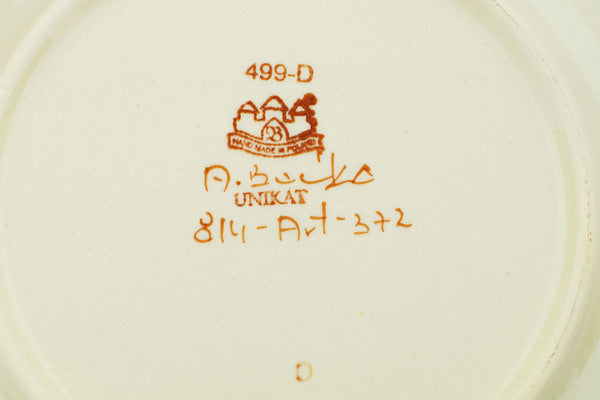 499-D
HAND MADE IN POLAND
UNIKAT
814-Art-372
D